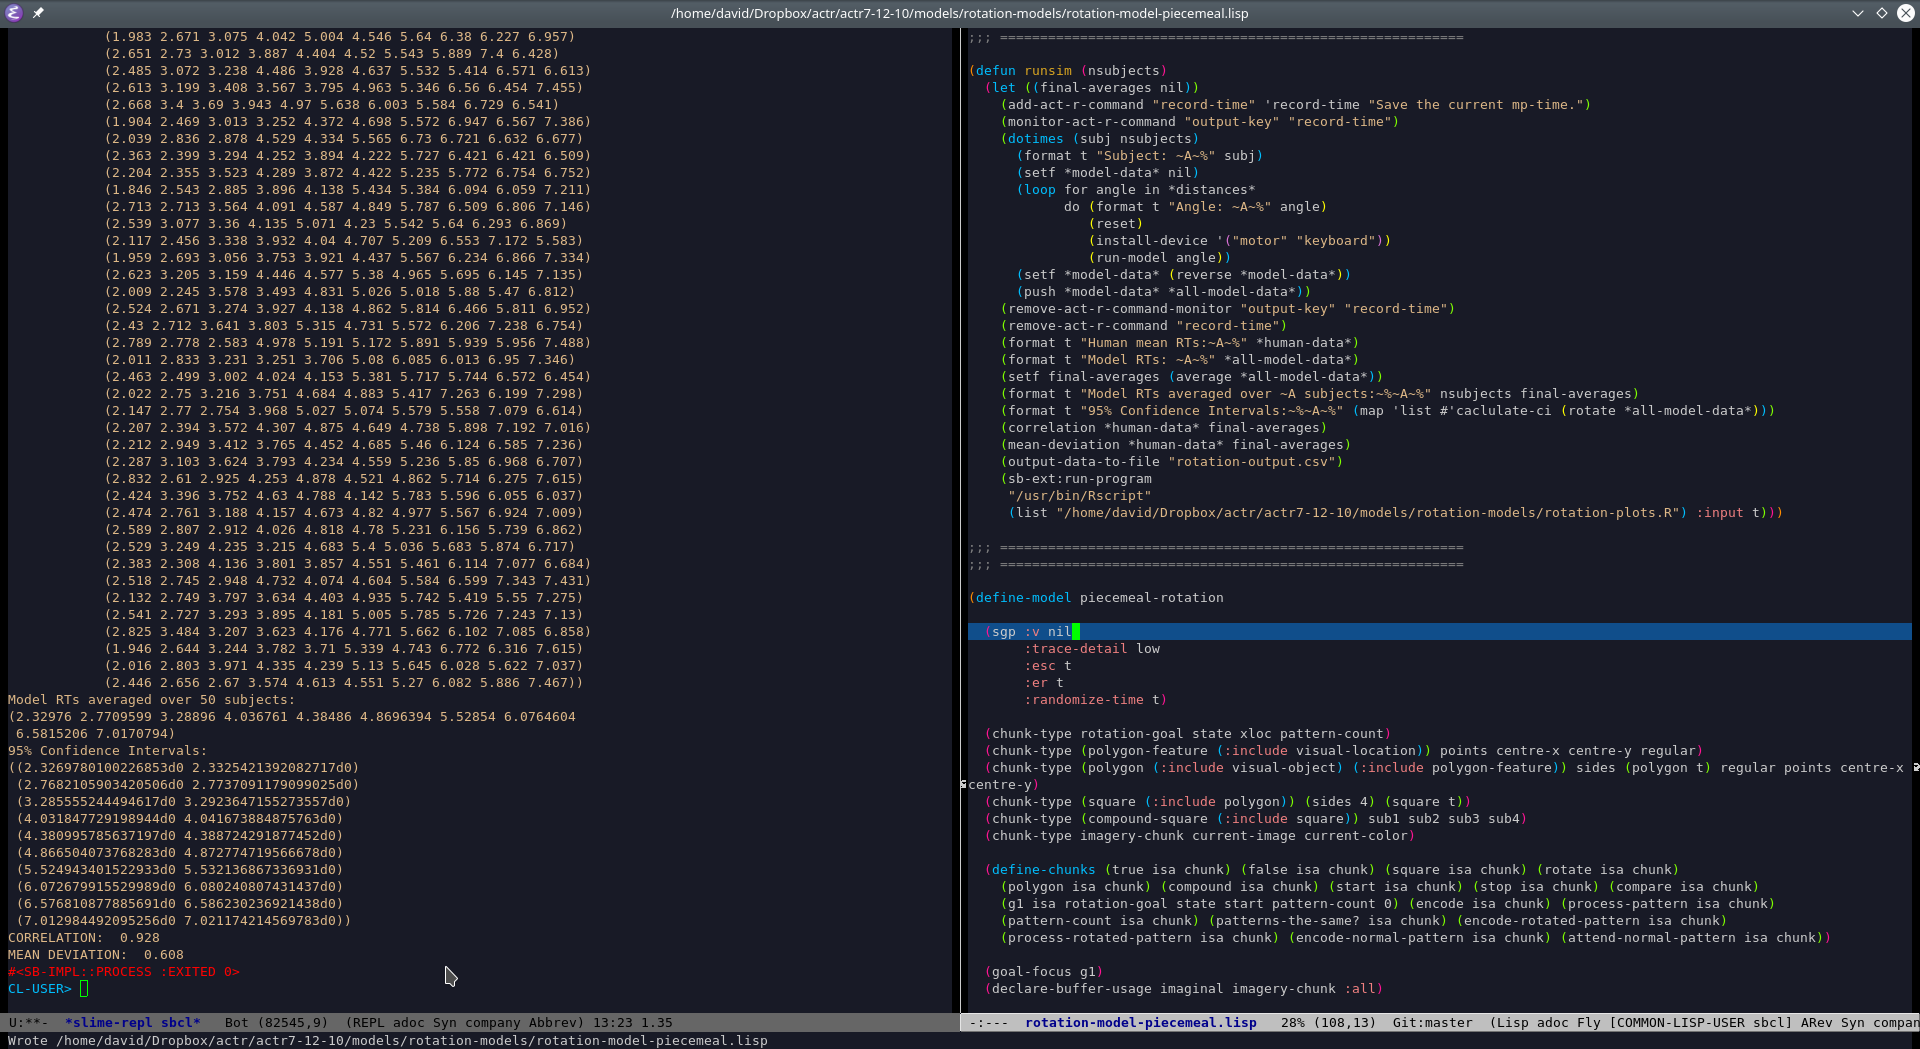 /home/david/Dropbox/actr/actr7-12-10/models/rotation-models/rotation-model-piecemeal.lisp
(1.983 2.671 3.075 4.042 5.004 4.546 5.64 6.38 6.227 6.957)
(2.651 2.73 3.012 3.887 4.404 4.52 5.543 5.889 7.4 6.428)
(2.485 3.072 3.238 4.486 3.928 4.637 5.532 5.414 6.571 6.613)
(2.613 3.199 3.408 3.567 3.795 4.963 5.346 6.56 6.454 7.455)
(2.668 3.4 3.69 3.943 4.97 5.638 6.003 5.584 6.729 6.541)
(1.904 2.469 3.013 3.252 4.372 4.698 5.572 6.947 6.567 7.386)
(2.039 2.836 2.878 4.529 4.334 5.565 6.73 6.721 6.632 6.677)
(2.363 2.399 3.294 4.252 3.894 4.222 5.727 6.421 6.421 6.509)
(2.204 2.355 3.523 4.289 3.872 4.422 5.235 5.772 6.754 6.752)
(1.846 2.543 2.885 3.896 4.138 5.434 5.384 6.094 6.059 7.211)
(2.713 2.713 3.564 4.091 4.587 4.849 5.787 6.509 6.806 7.146)
(2.539 3.077 3.36 4.135 5.071 4.23 5.542 5.64 6.293 6.869)
(2.117 2.456 3.338 3.932 4.04 4.707 5.209 6.553 7.172 5.583)
(1.959 2.693 3.056 3.753 3.921 4.437 5.567 6.234 6.866 7.334)
(2.623 3.205 3.159 4.446 4.577 5.38 4.965 5.695 6.145 7.135)
(2.009 2.245 3.578 3.493 4.831 5.026 5.018 5.88 5.47 6.812)
(2.524 2.671 3.274 3.927 4.138 4.862 5.814 6.466 5.811 6.952)
(2.43 2.712 3.641 3.803 5.315 4.731 5.572 6.206 7.238 6.754)
(2.789 2.778 2.583 4.978 5.191 5.172 5.891 5.939 5.956 7.488)
(2.011 2.833 3.231 3.251 3.706 5.08 6.085 6.013 6.95 7.346)
(2.463 2.499 3.002 4.024 4.153 5.381 5.717 5.744 6.572 6.454)
(2.022 2.75 3.216 3.751 4.684 4.883 5.417 7.263 6.199 7.298)
(2.147 2.77 2.754 3.968 5.027 5.074 5.579 5.558 7.079 6.614)
(2.207 2.394 3.572 4.307 4.875 4.649 4.738 5.898 7.192 7.016)
(2.212 2.949 3.412 3.765 4.452 4.685 5.46 6.124 6.585 7.236)
(2.287 3.103 3.624 3.793 4.234 4.559 5.236 5.85 6.968 6.707)
(2.832 2.61 2.925 4.253 4.878 4.521 4.862 5.714 6.275 7.615)
(2.424 3.396 3.752 4.63 4.788 4.142 5.783 5.596 6.055 6.037)
(2.474 2.761 3.188 4.157 4.673 4.82 4.977 5.567 6.924 7.009)
(2.589 2.807 2.912 4.026 4.818 4.78 5.231 6.156 5.739 6.862)
(2.529 3.249 4.235 3.215 4.683 5.4 5.036 5.683 5.874 6.717)
(2.383 2.308 4.136 3.801 3.857 4.551 5.461 6.114 7.077 6.684)
(2.518 2.745 2.948 4.732 4.074 4.604 5.584 6.599 7.343 7.431)
(2.132 2.749 3.797 3.634 4.403 4.935 5.742 5.419 5.55 7.275)
(2.541 2.727 3.293 3.895 4.181 5.005 5.785 5.726 7.243 7.13)
(2.825 3.484 3.207 3.623 4.176 4.771 5.662 6.102 7.085 6.858)
(1.946 2.644 3.244 3.782 3.71 5.339 4.743 6.772 6.316 7.615)
(2.016 2.803 3.971 4.335 4.239 5.13 5.645 6.028 5.622 7.037)
(2.446 2.656 2.67 3.574 4.613 4.551 5.27 6.082 5.886 7.467))
Model RTs averaged over 50 subjects:
(2.32976 2.7709599 3.28896 4.036761 4.38486 4.8696394 5.52854 6.0764604
6.5815206 7.0170794)
95% Confidence Intervals:
((2.3269780100226853d0 2.3325421392082717d0)
(2.7682105903420506d0 2.7737091179099025d0)
(3.285555244494617d0 3.2923647155273557d0)
(4.031847729198944d0 4.041673884875763d0)
(4.380995785637197d0 4.388724291877452d0)
(4.866504073768283d0 4.872774719566678d0)
(5.524943401522933d0 5.532136867336931d0)
(6.072679915529989d0 6.080240807431437d0)
(6.576810877885691d0 6.586230236921438d0)
(7.012984492095256d0 7.021174214569783d0))
CORRELATION:  0.928
MEAN DEVIATION:  0.608
#<SB-IMPL::PROCESS :EXITED 0>
CL-USER>
U:**-  *slime-repl sbcl*   Bot (82545,9)  (REPL adoc Syn company Abbrev) 13:23 1.35
;;; ==========================================================
(defun runsim (nsubjects)
(let ((final-averages nil))
(add-act-r-command "record-time" 'record-time "Save the current mp-time.")
(monitor-act-r-command "output-key" "record-time")
(dotimes (subj nsubjects)
(format t "Subject: ~A~%" subj)
(setf *model-data* nil)
(loop for angle in *distances*
do (format t "Angle: ~A~%" angle)
(reset)
(install-device '("motor" "keyboard"))
(run-model angle))
(setf *model-data* (reverse *model-data*))
(push *model-data* *all-model-data*))
(remove-act-r-command-monitor "output-key" "record-time")
(remove-act-r-command "record-time")
(format t "Human mean RTs:~A~%" *human-data*)
(format t "Model RTs: ~A~%" *all-model-data*)
(setf final-averages (average *all-model-data*))
(format t "Model RTs averaged over ~A subjects:~%~A~%" nsubjects final-averages)
(format t "95% Confidence Intervals:~%~A~%" (map 'list #'caclulate-ci (rotate *all-model-data*)))
(correlation *human-data* final-averages)
(mean-deviation *human-data* final-averages)
(output-data-to-file "rotation-output.csv")
(sb-ext:run-program
"/usr/bin/Rscript"
(list "/home/david/Dropbox/actr/actr7-12-10/models/rotation-models/rotation-plots.R") :input t)))
;;; ==========================================================
;;; ==========================================================
(define-model piecemeal-rotation
(sgp :v nil
:trace-detail low
:esc t
:er t
:randomize-time t)
(chunk-type rotation-goal state xloc pattern-count)
(chunk-type (polygon-feature (:include visual-location)) points centre-x centre-y regular)
(chunk-type (polygon (:include visual-object) (:include polygon-feature)) sides (polygon t) regular points centre-x
centre-y)
(chunk-type (square (:include polygon)) (sides 4) (square t))
(chunk-type (compound-square (:include square)) sub1 sub2 sub3 sub4)
(chunk-type imagery-chunk current-image current-color)
(define-chunks (true isa chunk) (false isa chunk) (square isa chunk) (rotate isa chunk)
(polygon isa chunk) (compound isa chunk) (start isa chunk) (stop isa chunk) (compare isa chunk)
(g1 isa rotation-goal state start pattern-count 0) (encode isa chunk) (process-pattern isa chunk)
(pattern-count isa chunk) (patterns-the-same? isa chunk) (encode-rotated-pattern isa chunk)
(process-rotated-pattern isa chunk) (encode-normal-pattern isa chunk) (attend-normal-pattern isa chunk))
(goal-focus g1)
(declare-buffer-usage imaginal imagery-chunk :all)
-:---  rotation-model-piecemeal.lisp   28% (108,13)  Git:master  (Lisp adoc Fly [COMMON-LISP-USER sbcl] ARev Syn compan
Wrote /home/david/Dropbox/actr/actr7-12-10/models/rotation-models/rotation-model-piecemeal.lisp